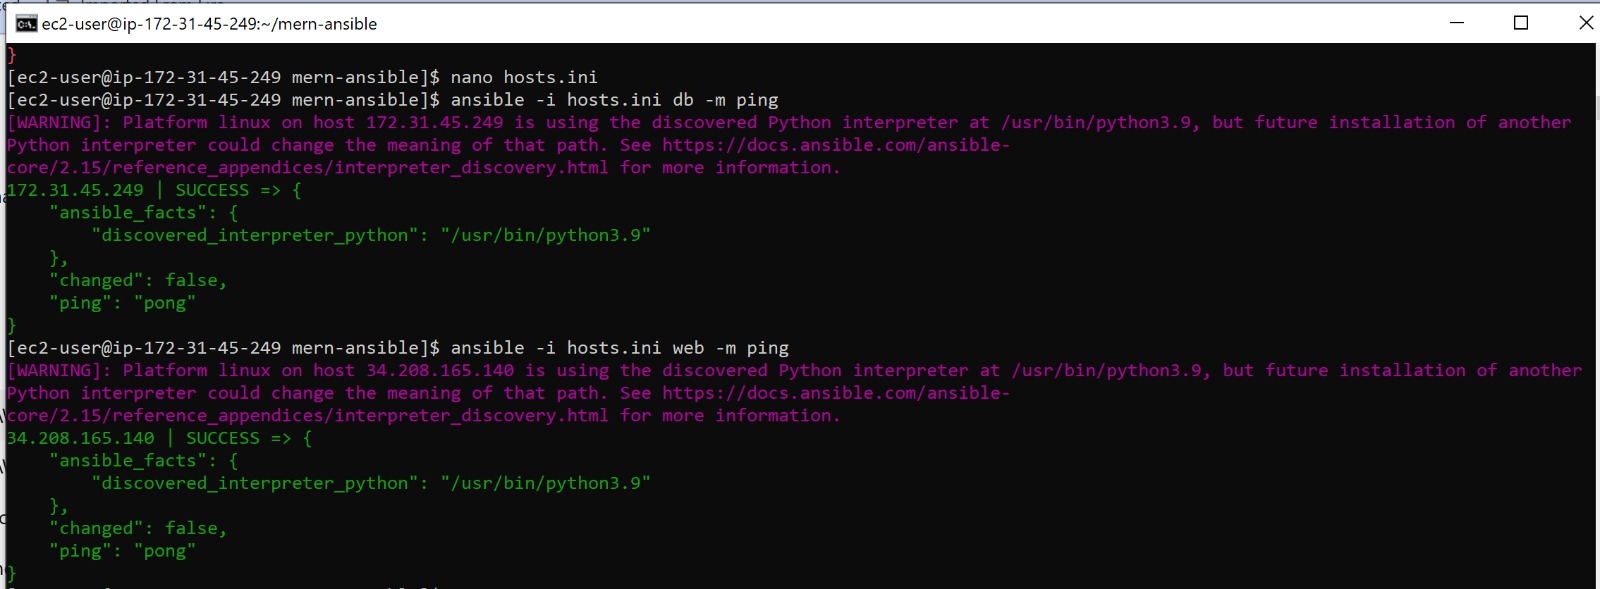 ec2-user@ip-172-31-45-249:~/mern-ansible
}
[ec2-user@ip-172-31-45-249 mern-ansible]$ nano hosts.ini
[ec2-user@ip-172-31-45-249 mern-ansible]$ ansible -i hosts.ini db -m ping
[WARNING]: Platform linux on host 172.31.45.249 is using the discovered Python interpreter at /usr/bin/python3.9, but future installation of another
Python interpreter could change the meaning of that path. See https://docs.ansible.com/ansible-
core/2.15/reference_appendices/interpreter_discovery.html for more information.
172.31.45.249 | SUCCESS => {
    "ansible_facts": {
        "discovered_interpreter_python": "/usr/bin/python3.9"
    },
    "changed": false,
    "ping": "pong"
}
[ec2-user@ip-172-31-45-249 mern-ansible]$ ansible -i hosts.ini web -m ping
[WARNING]: Platform linux on host 34.208.165.140 is using the discovered Python interpreter at /usr/bin/python3.9, but future installation of another
Python interpreter could change the meaning of that path. See https://docs.ansible.com/ansible-
core/2.15/reference_appendices/interpreter_discovery.html for more information.
34.208.165.140 | SUCCESS => {
    "ansible_facts": {
        "discovered_interpreter_python": "/usr/bin/python3.9"
    },
    "changed": false,
    "ping": "pong"
}